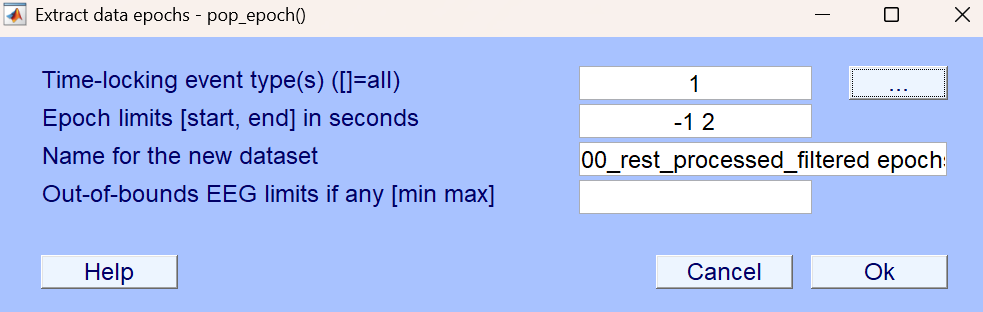 Extract data epochs - pop_epoch()
Time-locking event type(s) ([]=all) 1 ...
Epoch limits [start, end] in seconds -1 2
Name for the new dataset 00_rest_processed_filtered epochs
Out-of-bounds EEG limits if any [min max]
Help Cancel Ok